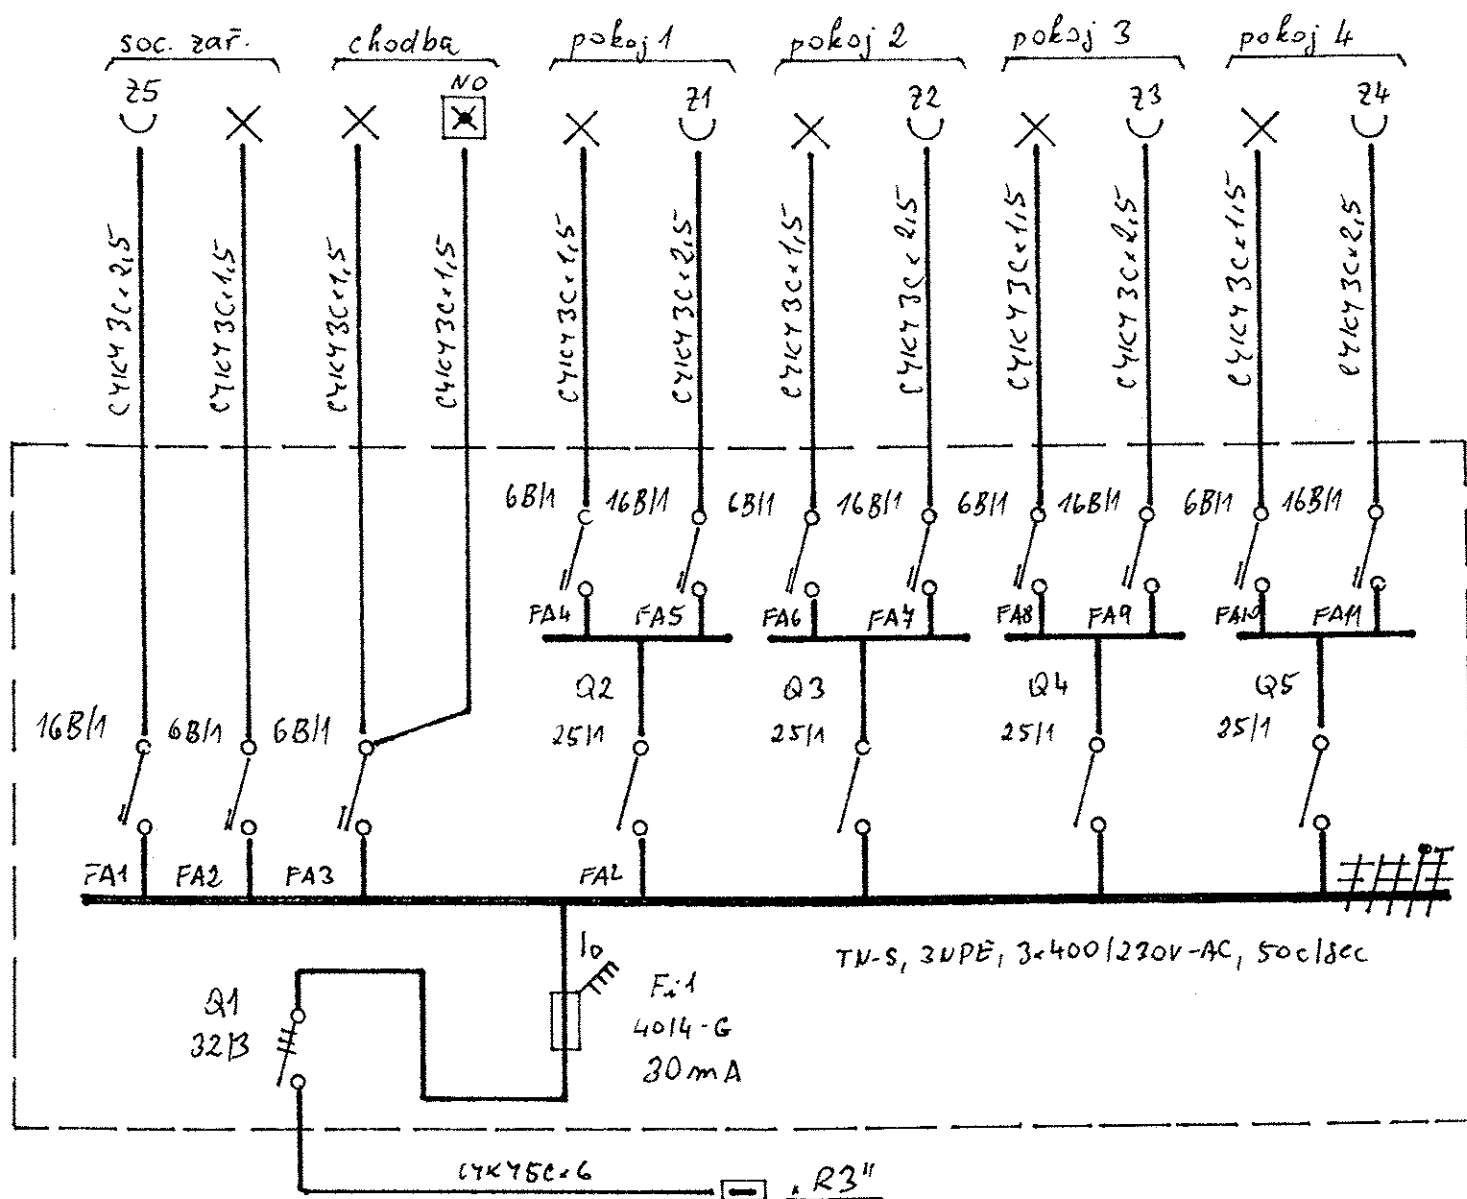 soc. zař.
chodba
pokoj 1
pokoj 2
pokoj 3
pokoj 4
Z5
NO
Z1
Z2
Z3
Z4
CYKY 3C×2,5
CYKY 3C×1,5
CYKY 3C×1,5
CYKY 3C×1,5
CYKY 3C×1,5
CYKY 3C×2,5
CYKY 3C×1,5
CYKY 3C×2,5
CYKY 3C×1,5
CYKY 3C×2,5
CYKY 3C×1,5
CYKY 3C×2,5
6B/1
16B/1
6B/1
16B/1
6B/1
16B/1
6B/1
16B/1
FA4
FA5
FA6
FA7
FA8
FA9
FA10
FA11
Q2
Q3
Q4
Q5
16B/1
6B/1
6B/1
25/1
25/1
25/1
25/1
FA1
FA2
FA3
FA2
TN-S, 3NPE, 3×400/230V-AC, 50c/sec
Q1
32/3
Io
Fi1
40/4-G
30mA
CYKY5C×6
"R3"